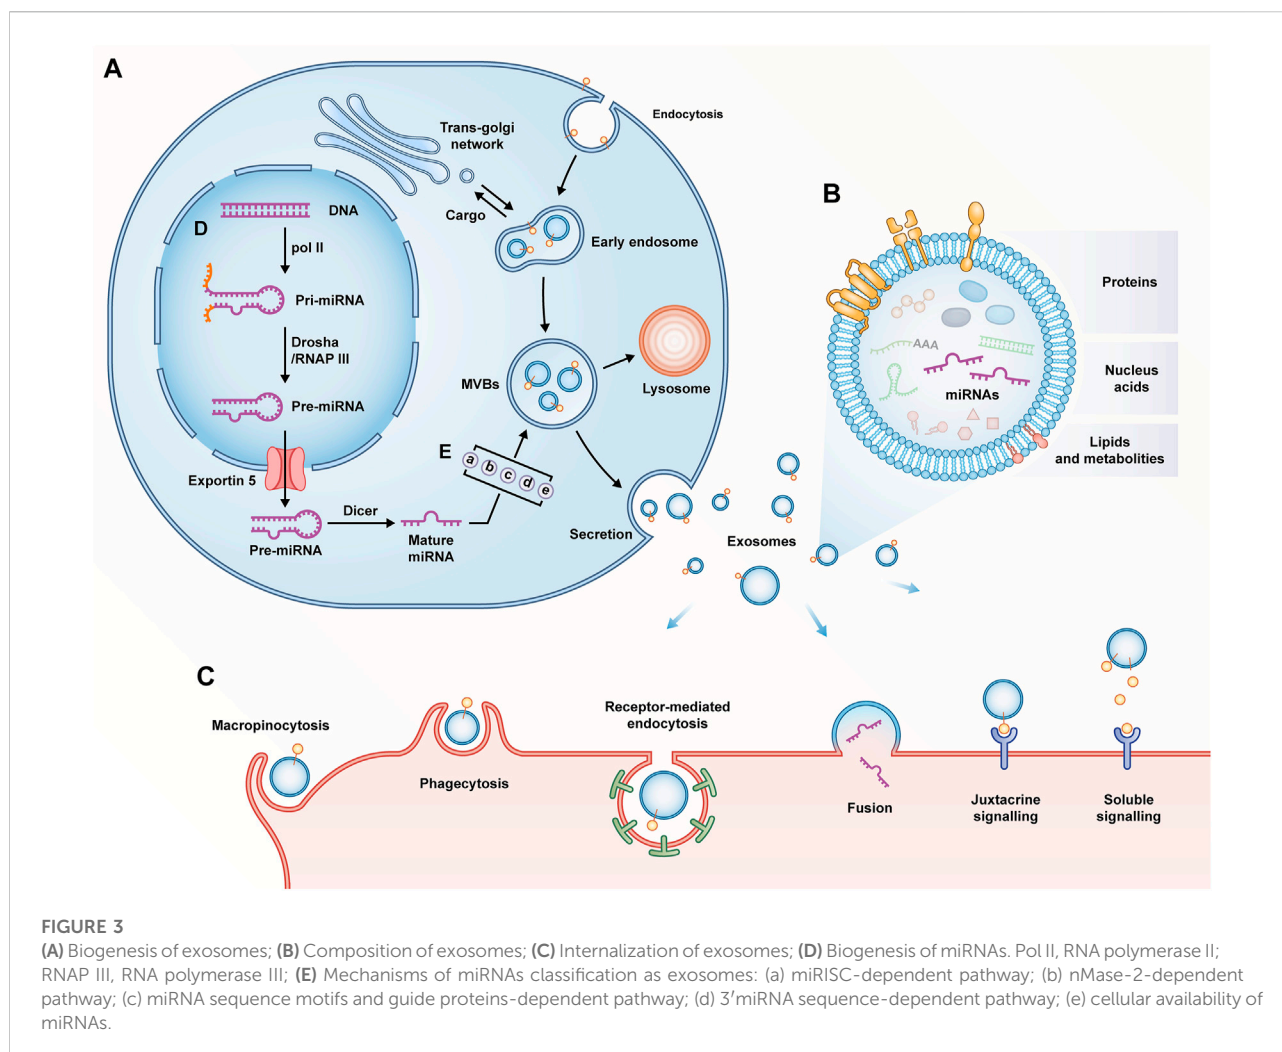 A
Trans-golgi
network
Cargo
Endocytosis
Early endosome
D
DNA
pol II
Pri-miRNA
Drosha
/RNAP III
Pre-miRNA
Exportin 5
Pre-miRNA
Dicer
Mature
miRNA
E
a b c d e
MVBs
Lysosome
Secretion
Exosomes
B
Proteins
Nucleus
acids
Lipids
and metabolities
AAA
miRNAs
C
Macropinocytosis
Phagecytosis
Receptor-mediated
endocytosis
Fusion
Juxtacrine
signalling
Soluble
signalling
FIGURE 3
(A) Biogenesis of exosomes; (B) Composition of exosomes; (C) Internalization of exosomes; (D) Biogenesis of miRNAs. Pol II, RNA polymerase II;
RNAP III, RNA polymerase III; (E) Mechanisms of miRNAs classification as exosomes: (a) miRISC-dependent pathway; (b) nMase-2-dependent
pathway; (c) miRNA sequence motifs and guide proteins-dependent pathway; (d) 3′miRNA sequence-dependent pathway; (e) cellular availability of
miRNAs.